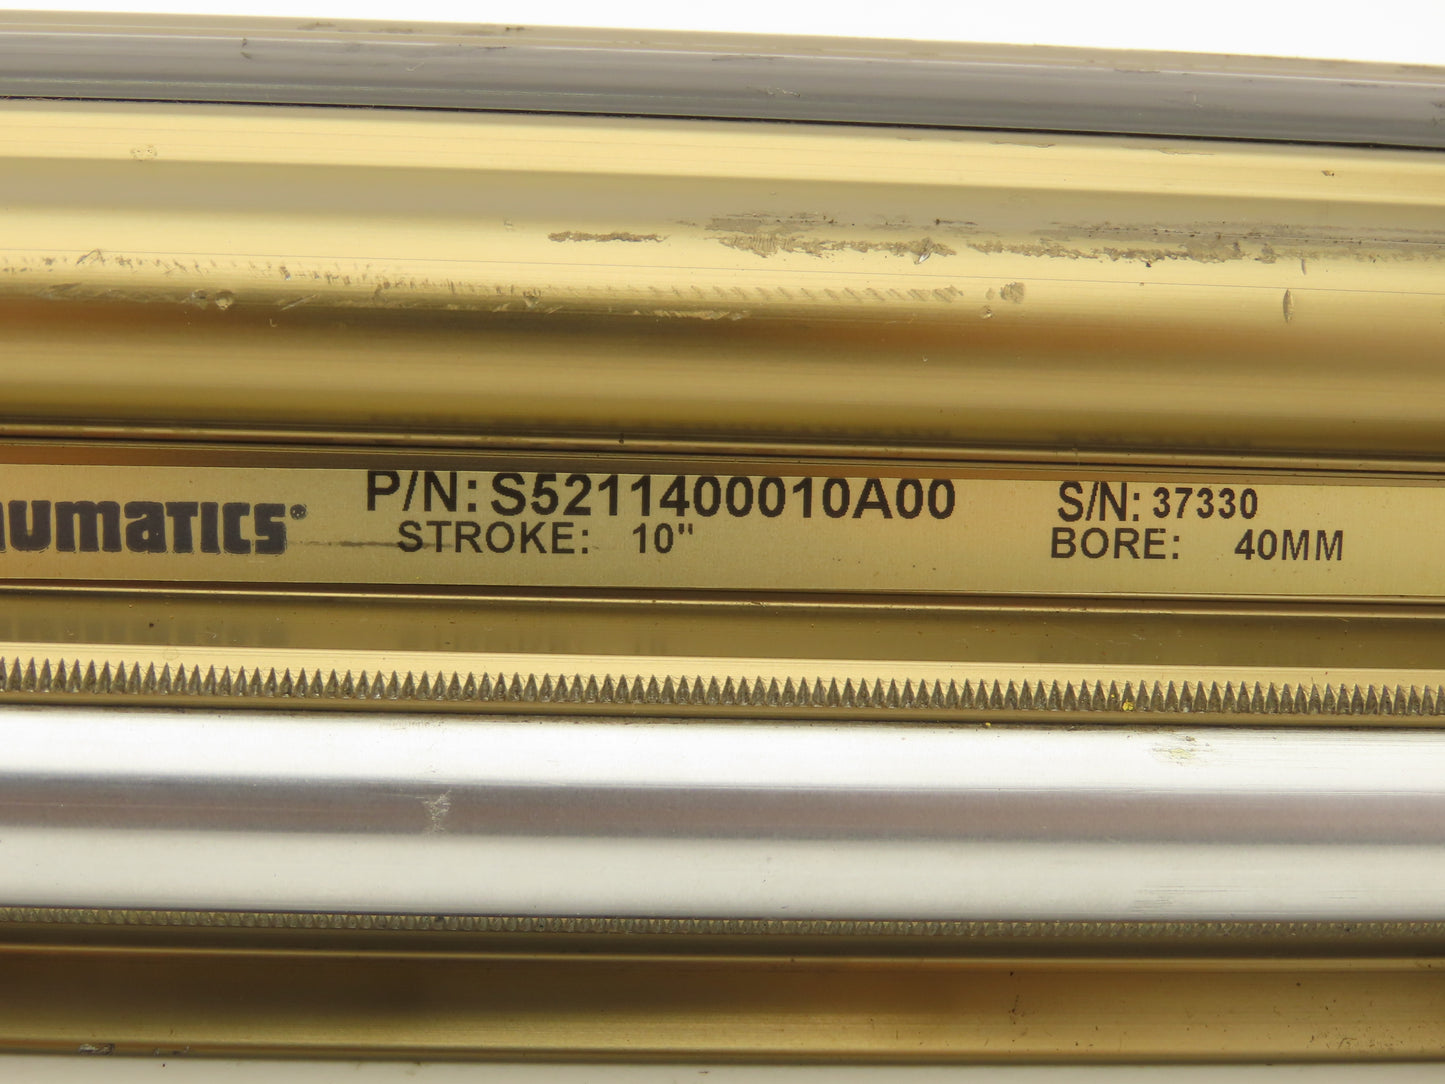 umatics® P/N: S5211400010A00 S/N: 37330
STROKE: 10" BORE: 40MM